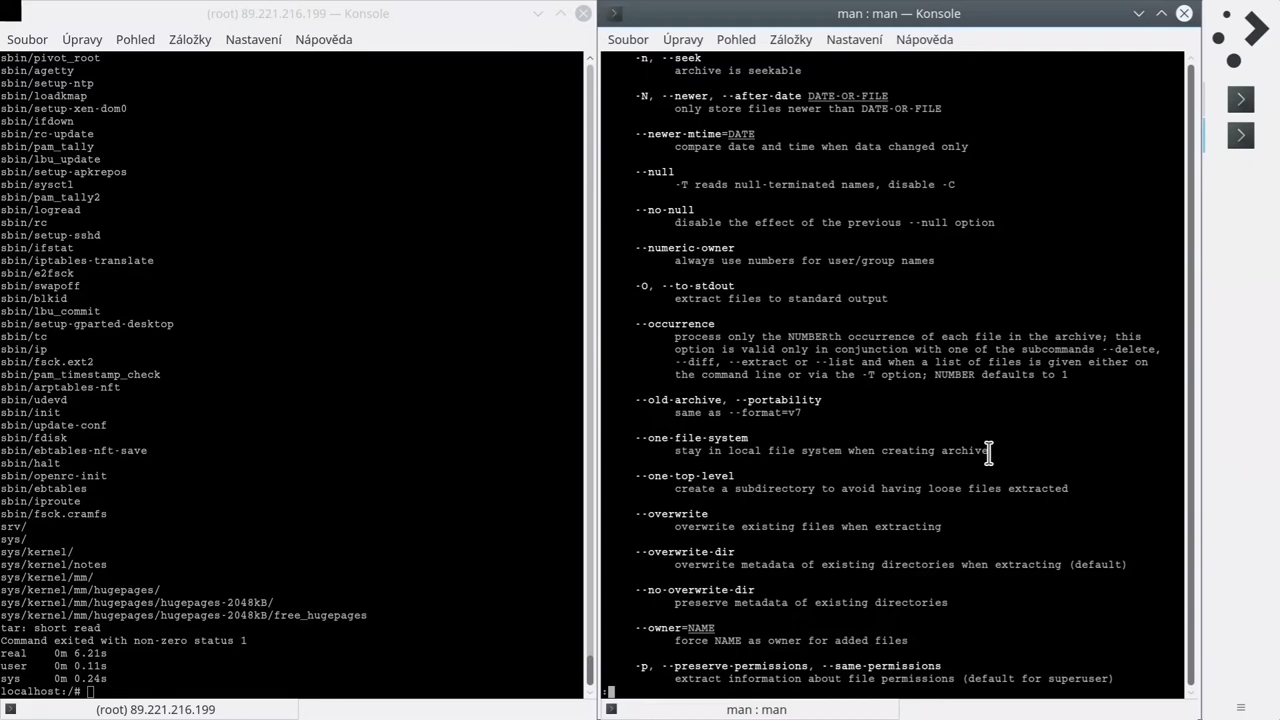 (root) 89.221.216.199 — Konsole
Soubor Úpravy Pohled Záložky Nastavení Nápověda
sbin/pivot_root
sbin/agetty
sbin/setup-ntp
sbin/loadkmap
sbin/setup-xen-dom0
sbin/ifdown
sbin/rc-update
sbin/pam_tally
sbin/lbu_update
sbin/setup-apkrepos
sbin/sysctl
sbin/pam_tally2
sbin/logread
sbin/rc
sbin/setup-sshd
sbin/ifstat
sbin/iptables-translate
sbin/e2fsck
sbin/swapoff
sbin/blkid
sbin/lbu_commit
sbin/setup-gparted-desktop
sbin/tc
sbin/ip
sbin/fsck.ext2
sbin/pam_timestamp_check
sbin/arptables-nft
sbin/udevd
sbin/init
sbin/update-conf
sbin/fdisk
sbin/ebtables-nft-save
sbin/halt
sbin/openrc-init
sbin/ebtables
sbin/iproute
sbin/fsck.cramfs
srv/
sys/
sys/kernel/
sys/kernel/notes
sys/kernel/mm/
sys/kernel/mm/hugepages/
sys/kernel/mm/hugepages/hugepages-2048kB/
sys/kernel/mm/hugepages/hugepages-2048kB/free_hugepages
tar: short read
Command exited with non-zero status 1
real 0m 6.21s
user 0m 0.11s
sys 0m 0.24s
localhost:/#
(root) 89.221.216.199
man : man — Konsole
Soubor Úpravy Pohled Záložky Nastavení Nápověda
-n, --seek
archive is seekable
-N, --newer, --after-date DATE-OR-FILE
only store files newer than DATE-OR-FILE
--newer-mtime=DATE
compare date and time when data changed only
--null
-T reads null-terminated names, disable -C
--no-null
disable the effect of the previous --null option
--numeric-owner
always use numbers for user/group names
-O, --to-stdout
extract files to standard output
--occurrence
process only the NUMBERth occurrence of each file in the archive; this
option is valid only in conjunction with one of the subcommands --delete,
--diff, --extract or --list and when a list of files is given either on
the command line or via the -T option; NUMBER defaults to 1
--old-archive, --portability
same as --format=v7
--one-file-system
stay in local file system when creating archive
--one-top-level
create a subdirectory to avoid having loose files extracted
--overwrite
overwrite existing files when extracting
--overwrite-dir
overwrite metadata of existing directories when extracting (default)
--no-overwrite-dir
preserve metadata of existing directories
--owner=NAME
force NAME as owner for added files
-p, --preserve-permissions, --same-permissions
extract information about file permissions (default for superuser)
:
man : man